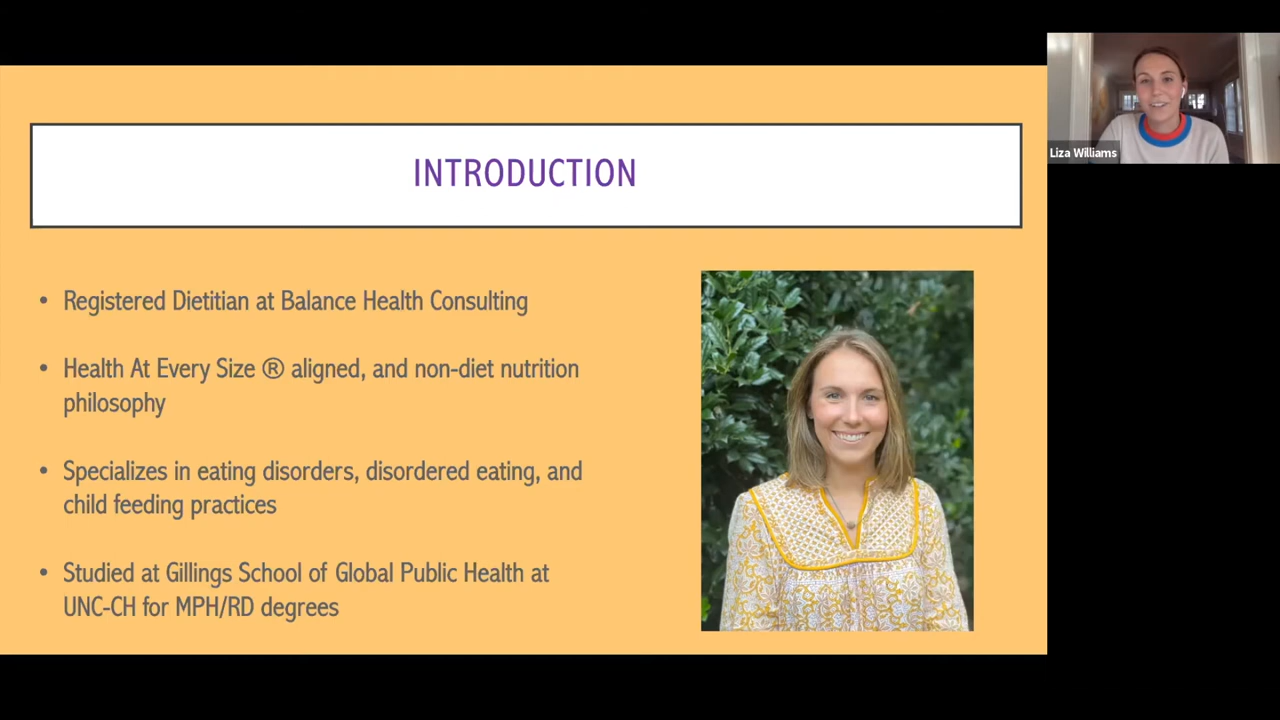 INTRODUCTION
• Registered Dietitian at Balance Health Consulting
• Health At Every Size ® aligned, and non-diet nutrition
philosophy
• Specializes in eating disorders, disordered eating, and
child feeding practices
• Studied at Gillings School of Global Public Health at
UNC-CH for MPH/RD degrees
Liza Williams